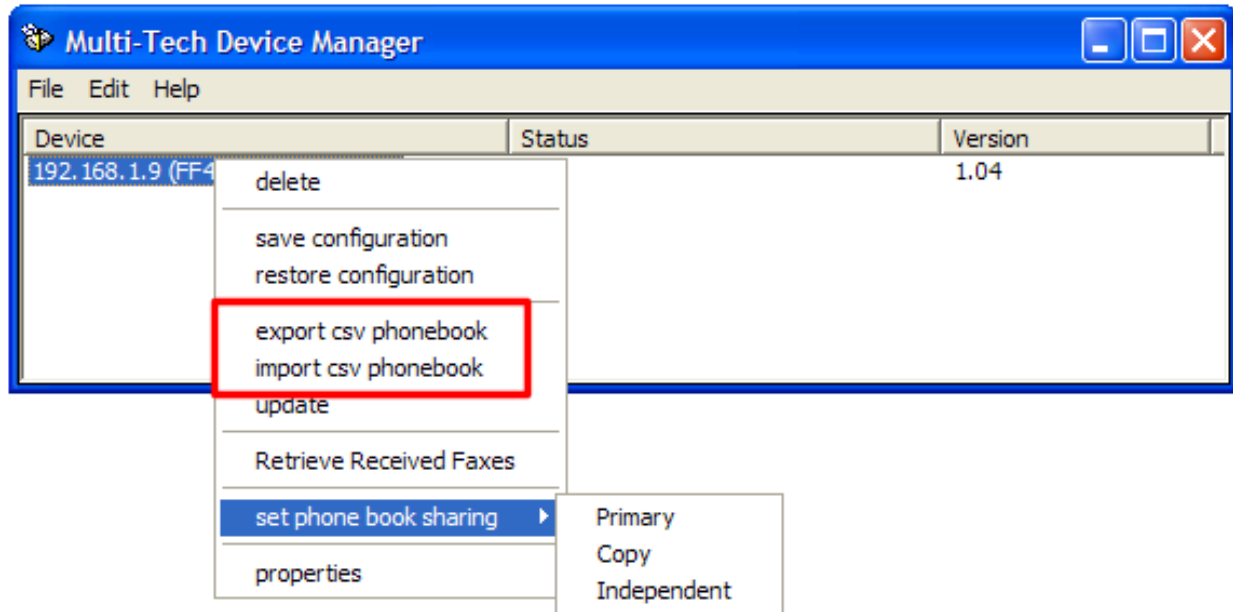 Multi-Tech Device Manager
File Edit Help
Device Status Version
192.168.1.9 (FF4 1.04
delete
save configuration
restore configuration
export csv phonebook
import csv phonebook
update
Retrieve Received Faxes
set phone book sharing
Primary
Copy
Independent
properties